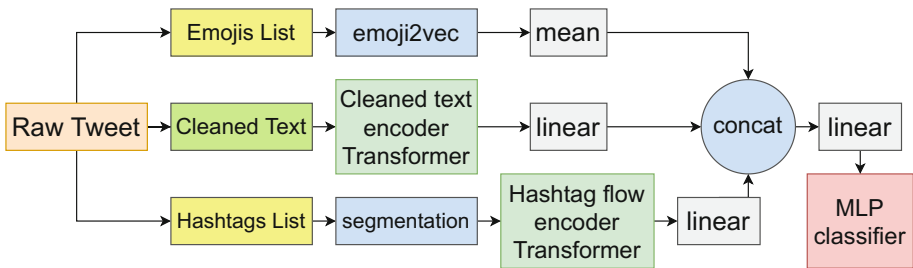 Emojis List
emoji2vec
mean
Raw Tweet
Cleaned Text
Cleaned text
encoder
Transformer
linear
concat
linear
Hashtags List
segmentation
Hashtag flow
encoder
Transformer
linear
MLP
classifier